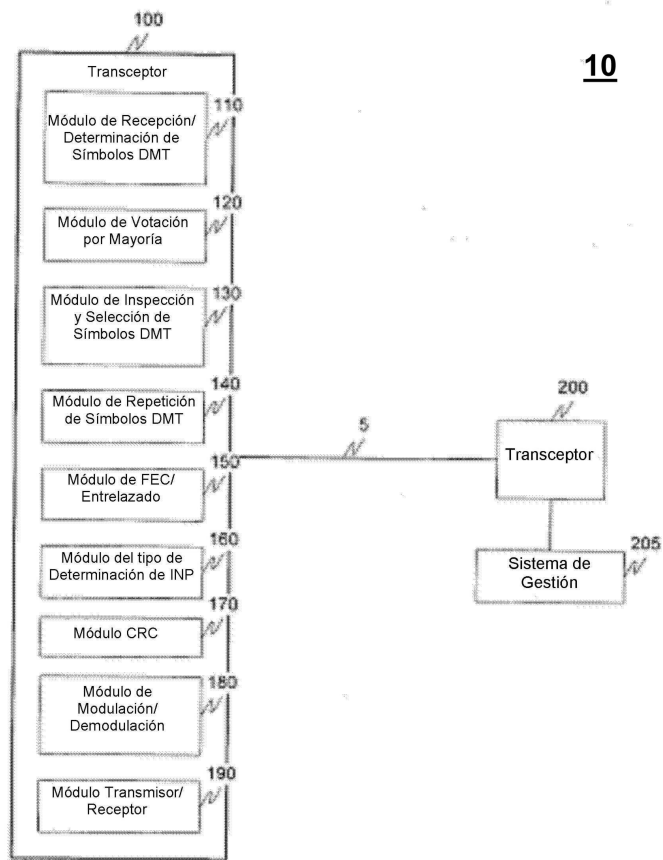 100
10
Transceptor
110
Módulo de Recepción/
Determinación de
Símbolos DMT
120
Módulo de Votación
por Mayoría
130
Módulo de Inspección
y Selección de
Símbolos DMT
140
Módulo de Repetición
de Símbolos DMT
200
5
Transceptor
150
Módulo de FEC/
Entrelazado
160
Módulo del tipo de
Determinación de INP
205
Sistema de
Gestión
170
Módulo CRC
180
Módulo de
Modulación/
Demodulación
190
Módulo Transmisor/
Receptor